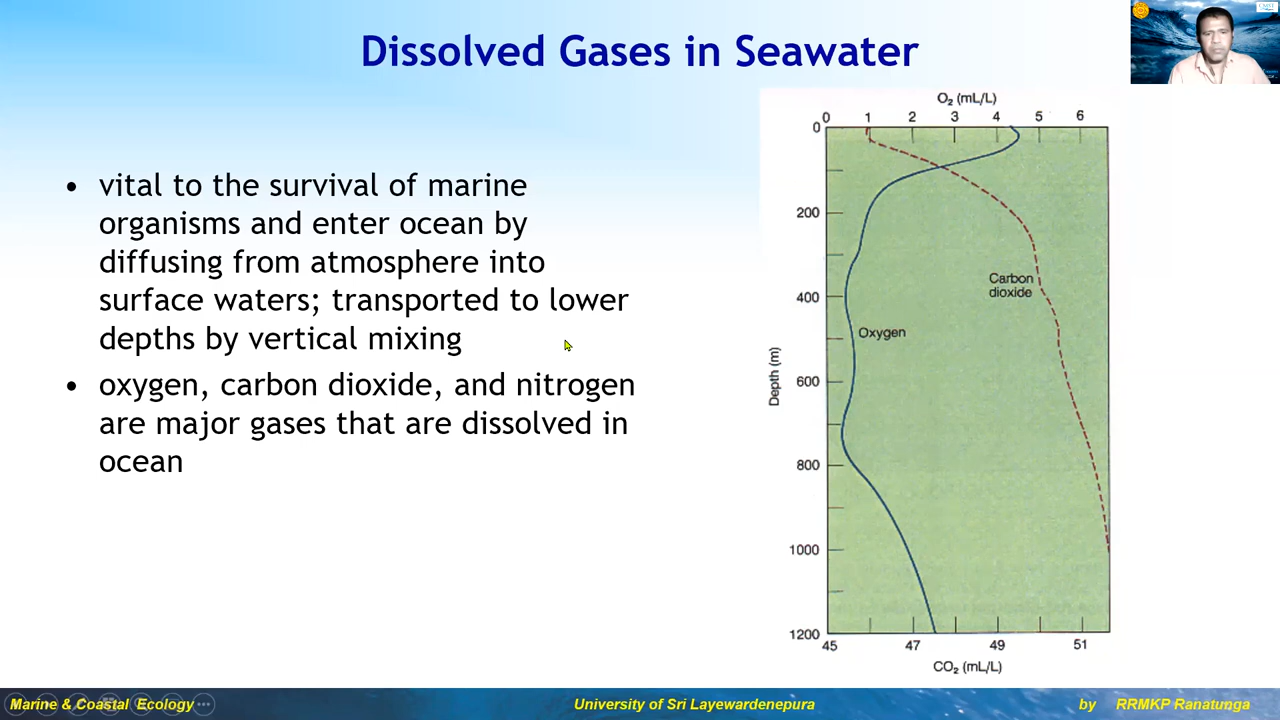 Dissolved Gases in Seawater
• vital to the survival of marine
organisms and enter ocean by
diffusing from atmosphere into
surface waters; transported to lower
depths by vertical mixing
• oxygen, carbon dioxide, and nitrogen
are major gases that are dissolved in
ocean
O₂ (mL/L)
0 1 2 3 4 5 6
0
200
400
600
800
1000
1200
Depth (m)
Carbon
dioxide
Oxygen
45 47 49 51
CO₂ (mL/L)
Marine & Coastal Ecology
University of Sri Layewardenepura
by RRMKP Ranatunga